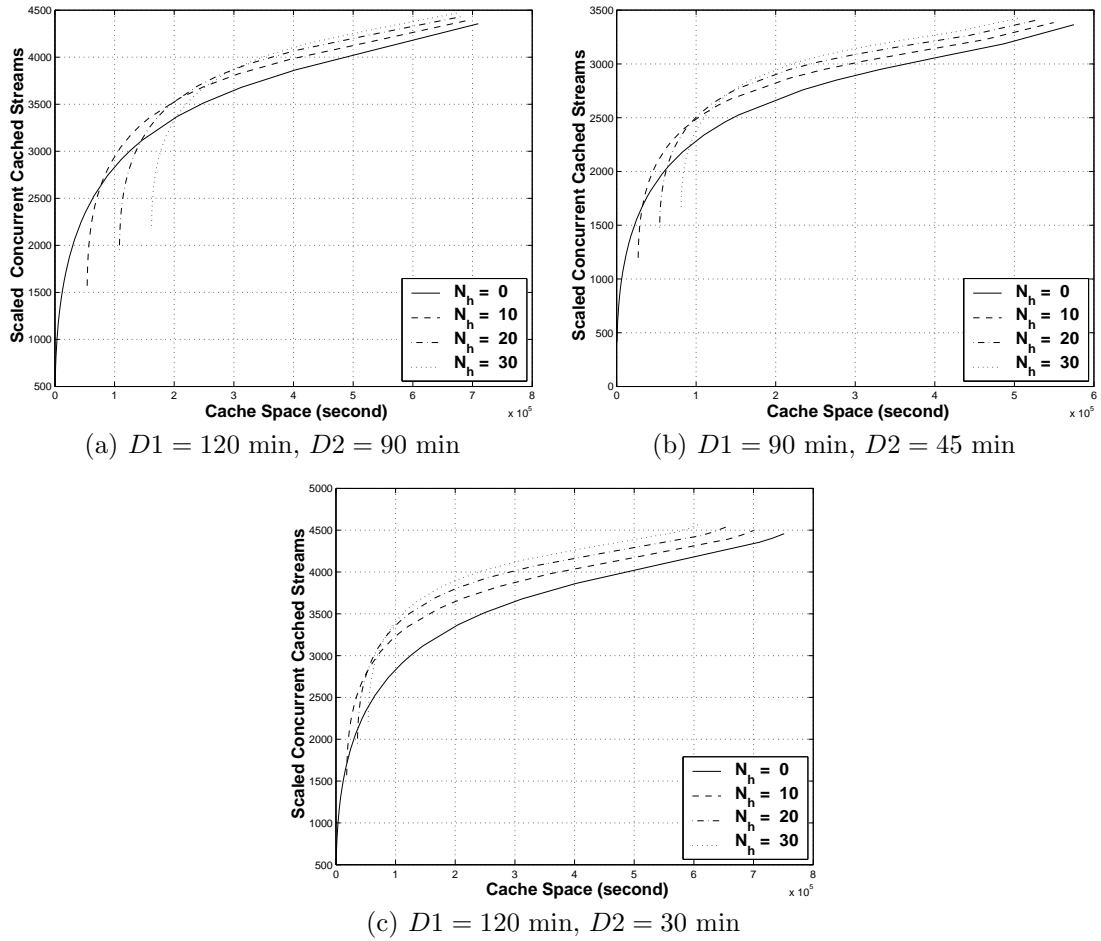 4500
4000
3500
3000
2500
2000
1500
1000
500
Scaled Concurrent Cached Streams
0 1 2 3 4 5 6 7 8
Cache Space (second)
x 10^5
N_h = 0
N_h = 10
N_h = 20
N_h = 30
(a) D1 = 120 min, D2 = 90 min
3500
3000
2500
2000
1500
1000
500
0
Scaled Concurrent Cached Streams
0 1 2 3 4 5 6
Cache Space (second)
x 10^5
N_h = 0
N_h = 10
N_h = 20
N_h = 30
(b) D1 = 90 min, D2 = 45 min
5000
4500
4000
3500
3000
2500
2000
1500
1000
500
Scaled Concurrent Cached Streams
0 1 2 3 4 5 6 7 8
Cache Space (second)
x 10^5
N_h = 0
N_h = 10
N_h = 20
N_h = 30
(c) D1 = 120 min, D2 = 30 min